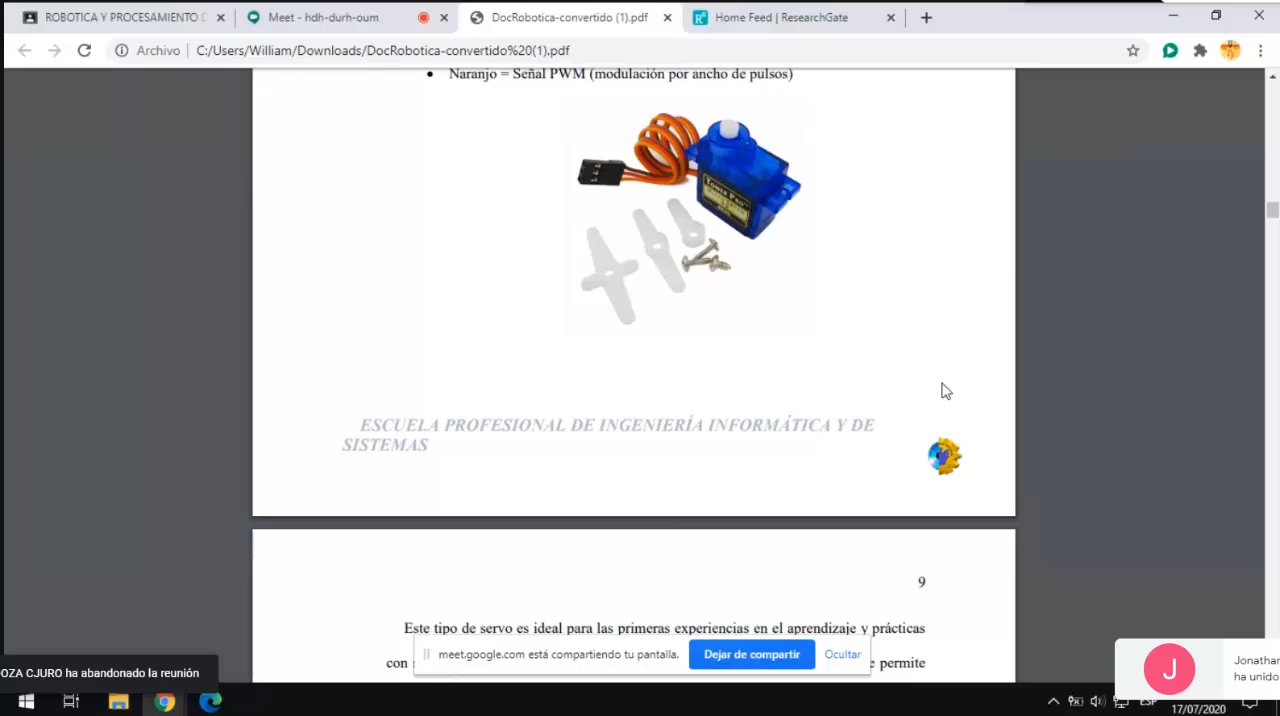 ROBOTICA Y PROCESAMIENTO
Meet - hdh-durh-oum
DocRobotica-convertido (1).pdf
Home Feed | ResearchGate
Archivo
C:/Users/William/Downloads/DocRobotica-convertido%20(1).pdf
• Naranjo = Señal PWM (modulación por ancho de pulsos)
Tower Pro
ESCUELA PROFESIONAL DE INGENIERÍA INFORMÁTICA Y DE
SISTEMAS
9
Este tipo de servo es ideal para las primeras experiencias en el aprendizaje y prácticas
con
permite
meet.google.com está compartiendo tu pantalla.
Dejar de compartir
Ocultar
OZA CJURO ha abandonado la reunión
J
Jonathan
ha unido
ESP
17/07/2020